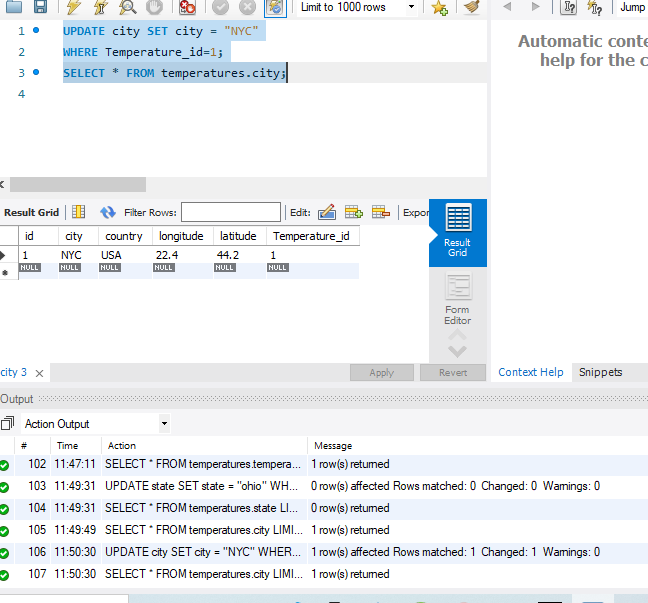 Limit to 1000 rows
Jump
1 UPDATE city SET city = "NYC"
2 WHERE Temperature_id=1;
3 SELECT * FROM temperatures.city;
4
Automatic conte
help for the c
Result Grid Filter Rows: Edit: Expor
id city country longitude latitude Temperature_id
1 NYC USA 22.4 44.2 1
NULL NULL NULL NULL NULL NULL
Result
Grid
Form
Editor
city 3 Apply Revert Context Help Snippets
Output
Action Output
# Time Action Message
102 11:47:11 SELECT * FROM temperatures.tempera... 1 row(s) returned
103 11:49:31 UPDATE state SET state = "ohio" WH... 0 row(s) affected Rows matched: 0 Changed: 0 Warnings: 0
104 11:49:31 SELECT * FROM temperatures.state LI... 0 row(s) returned
105 11:49:49 SELECT * FROM temperatures.city LIMI... 1 row(s) returned
106 11:50:30 UPDATE city SET city = "NYC" WHER... 1 row(s) affected Rows matched: 1 Changed: 1 Warnings: 0
107 11:50:30 SELECT * FROM temperatures.city LIMI... 1 row(s) returned